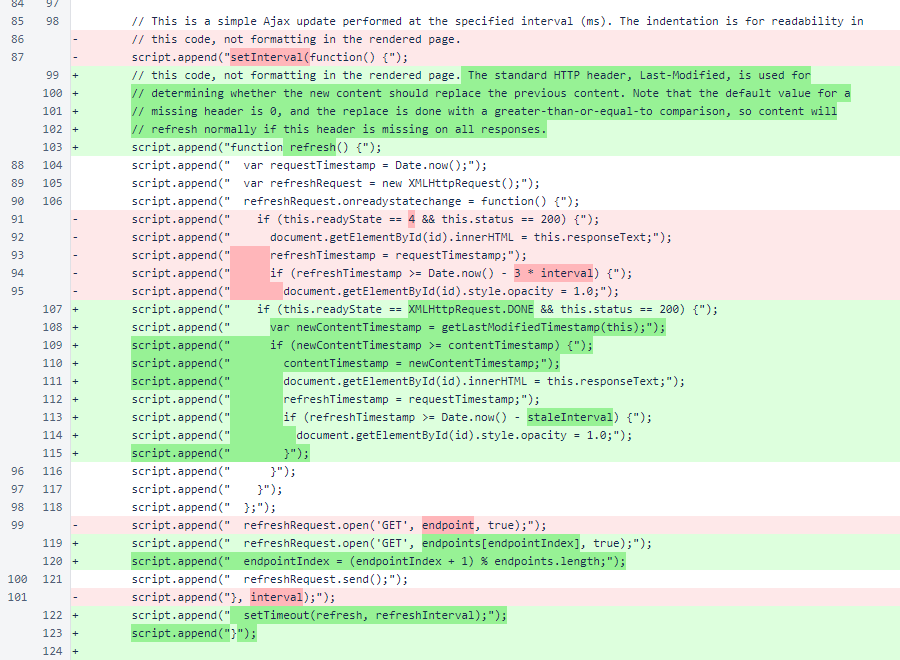 84 97
85 98 // This is a simple Ajax update performed at the specified interval (ms). The indentation is for readability in
86 - // this code, not formatting in the rendered page.
87 - script.append("setInterval(function() {");
99 + // this code, not formatting in the rendered page. The standard HTTP header, Last-Modified, is used for
100 + // determining whether the new content should replace the previous content. Note that the default value for a
101 + // missing header is 0, and the replace is done with a greater-than-or-equal-to comparison, so content will
102 + // refresh normally if this header is missing on all responses.
103 + script.append("function refresh() {");
88 104 script.append("  var requestTimestamp = Date.now();");
89 105 script.append("  var refreshRequest = new XMLHttpRequest();");
90 106 script.append("  refreshRequest.onreadystatechange = function() {");
91 - script.append("    if (this.readyState == 4 && this.status == 200) {");
92 - script.append("      document.getElementById(id).innerHTML = this.responseText;");
93 - script.append("      refreshTimestamp = requestTimestamp;");
94 - script.append("      if (refreshTimestamp >= Date.now() - 3 * interval) {");
95 - script.append("        document.getElementById(id).style.opacity = 1.0;");
107 + script.append("    if (this.readyState == XMLHttpRequest.DONE && this.status == 200) {");
108 + script.append("      var newContentTimestamp = getLastModifiedTimestamp(this);");
109 + script.append("      if (newContentTimestamp >= contentTimestamp) {");
110 + script.append("        contentTimestamp = newContentTimestamp;");
111 + script.append("        document.getElementById(id).innerHTML = this.responseText;");
112 + script.append("        refreshTimestamp = requestTimestamp;");
113 + script.append("        if (refreshTimestamp >= Date.now() - staleInterval) {");
114 + script.append("          document.getElementById(id).style.opacity = 1.0;");
115 + script.append("        }");
96 116 script.append("      }");
97 117 script.append("    }");
98 118 script.append("  };");
99 - script.append("  refreshRequest.open('GET', endpoint, true);");
119 + script.append("  refreshRequest.open('GET', endpoints[endpointIndex], true);");
120 + script.append("  endpointIndex = (endpointIndex + 1) % endpoints.length;");
100 121 script.append("  refreshRequest.send();");
101 - script.append("}, interval);");
122 + script.append("  setTimeout(refresh, refreshInterval);");
123 + script.append("}");
124 +